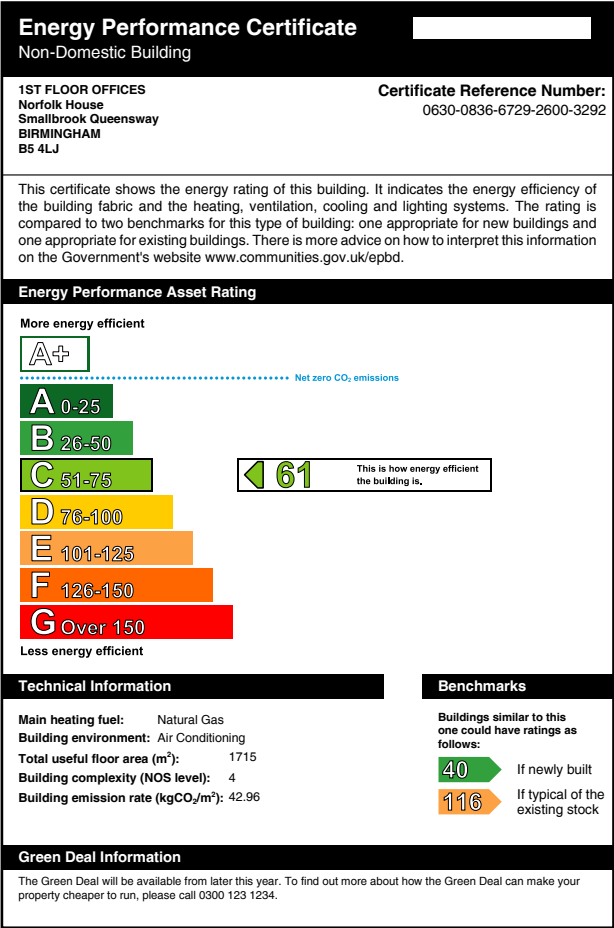 Energy Performance Certificate
Non-Domestic Building
1ST FLOOR OFFICES
Norfolk House
Smallbrook Queensway
BIRMINGHAM
B5 4LJ
Certificate Reference Number:
0630-0836-6729-2600-3292
This certificate shows the energy rating of this building. It indicates the energy efficiency of
the building fabric and the heating, ventilation, cooling and lighting systems. The rating is
compared to two benchmarks for this type of building: one appropriate for new buildings and
one appropriate for existing buildings. There is more advice on how to interpret this information
on the Government's website www.communities.gov.uk/epbd.
Energy Performance Asset Rating
More energy efficient
A+
Net zero CO₂ emissions
A 0-25
B 26-50
C 51-75
61
This is how energy efficient
the building is.
D 76-100
E 101-125
F 126-150
G Over 150
Less energy efficient
Technical Information
Main heating fuel: Natural Gas
Building environment: Air Conditioning
Total useful floor area (m²): 1715
Building complexity (NOS level): 4
Building emission rate (kgCO₂/m²): 42.96
Benchmarks
Buildings similar to this
one could have ratings as
follows:
40 If newly built
116 If typical of the
existing stock
Green Deal Information
The Green Deal will be available from later this year. To find out more about how the Green Deal can make your
property cheaper to run, please call 0300 123 1234.